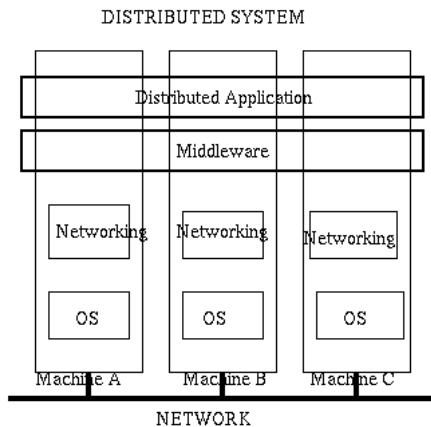 DISTRIBUTED SYSTEM
Distributed Application
Middleware
Networking
Networking
Networking
OS
OS
OS
Machine A
Machine B
Machine C
NETWORK